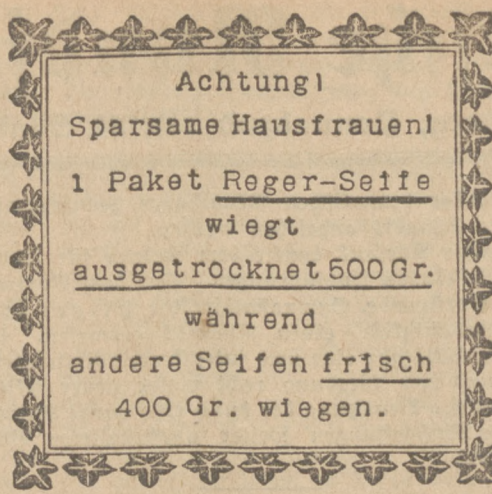 Achtung!
Sparsame Hausfrauen!
1 Paket Reger-Seife
wiegt
ausgetrocknet 500 Gr.
während
andere Seifen frisch
400 Gr. wiegen.